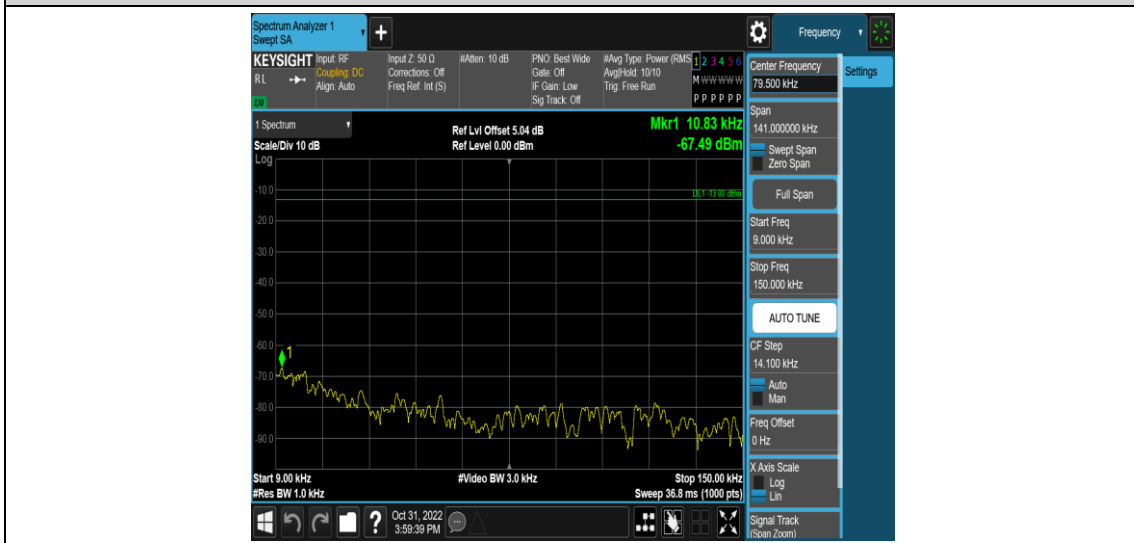 Spectrum Analyzer 1
Swept SA
+
Frequency
KEYSIGHT
RL
LXI
Input: RF
Coupling: DC
Align: Auto
Input Z: 50 Ω
Corrections: Off
Freq Ref: Int (S)
#Atten: 10 dB
PNO: Best Wide
Gate: Off
IF Gain: Low
Sig Track: Off
#Avg Type: Power (RMS
Avg|Hold: 10/10
Trig: Free Run
1 2 3 4 5 6
M W W W W W
P P P P P P
1 Spectrum
Scale/Div 10 dB
Log
Ref Lvl Offset 5.04 dB
Ref Level 0.00 dBm
Mkr1 10.83 kHz
-67.49 dBm
DL1 -13.00 dBm
-10.0
-20.0
-30.0
-40.0
-50.0
-60.0
1
-70.0
-80.0
-90.0
Start 9.00 kHz
#Res BW 1.0 kHz
#Video BW 3.0 kHz
Stop 150.00 kHz
Sweep 36.8 ms (1000 pts)
Center Frequency
79.500 kHz
Settings
Span
141.000000 kHz
Swept Span
Zero Span
Full Span
Start Freq
9.000 kHz
Stop Freq
150.000 kHz
AUTO TUNE
CF Step
14.100 kHz
Auto
Man
Freq Offset
0 Hz
X Axis Scale
Log
Lin
Signal Track
(Span Zoom)
?
Oct 31, 2022
3:59:39 PM